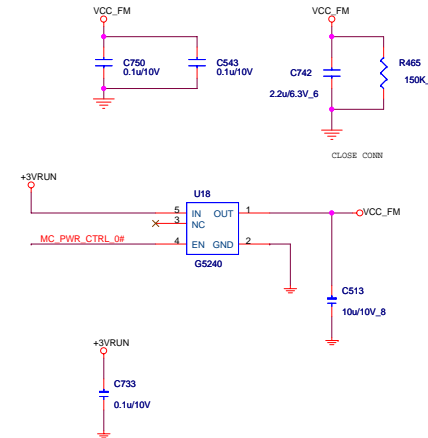 VCC_FM
VCC_FM
C750
0.1u/10V
C543
0.1u/10V
C742
2.2u/6.3V_6
R465
150K_
CLOSE CONN
+3VRUN
U18
5
IN
OUT
1
VCC_FM
3
NC
MC_PWR_CTRL_0#
4
EN
GND
2
G5240
C513
10u/10V_8
+3VRUN
C733
0.1u/10V